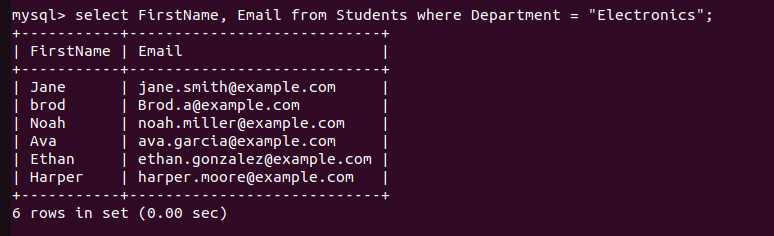 mysql> select FirstName, Email from Students where Department = "Electronics";
+-----------+----------------------------+
| FirstName | Email                      |
+-----------+----------------------------+
| Jane      | jane.smith@example.com     |
| brod      | Brod.a@example.com         |
| Noah      | noah.miller@example.com    |
| Ava       | ava.garcia@example.com     |
| Ethan     | ethan.gonzalez@example.com |
| Harper    | harper.moore@example.com   |
+-----------+----------------------------+
6 rows in set (0.00 sec)